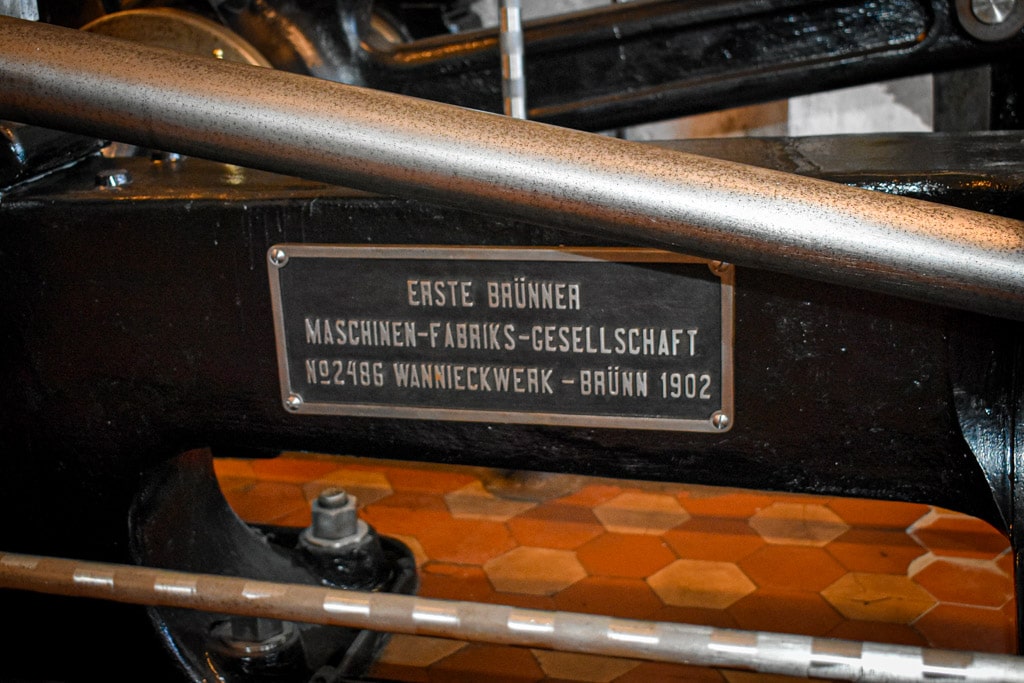 ERSTE BRÜNNER
MASCHINEN-FABRIKS-GESELLSCHAFT
Nº2486 WANNIECKWERK - BRÜNN 1902